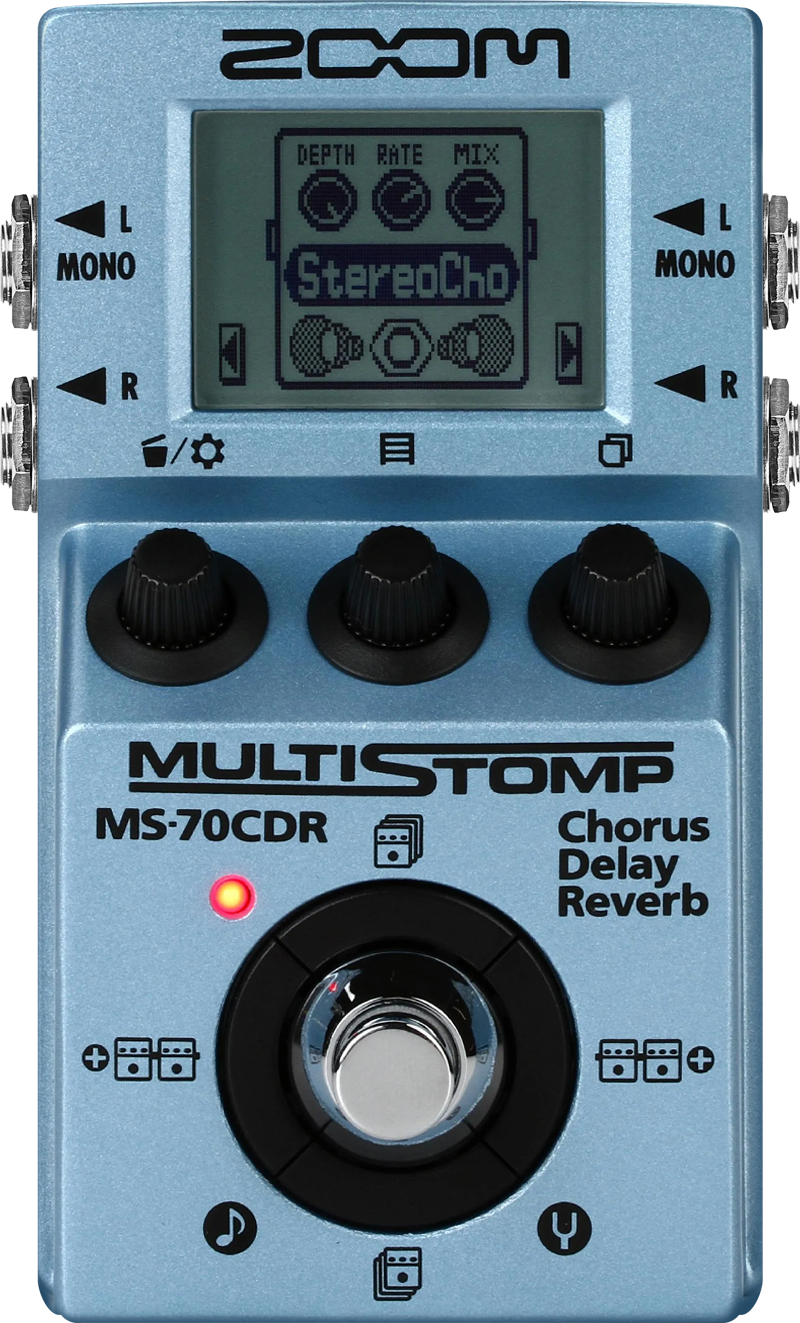 ZOOM
DEPTH RATE MIX
StereoCho
L
MONO
R
L
MONO
R
MULTISTOMP
MS-70CDR
Chorus
Delay
Reverb